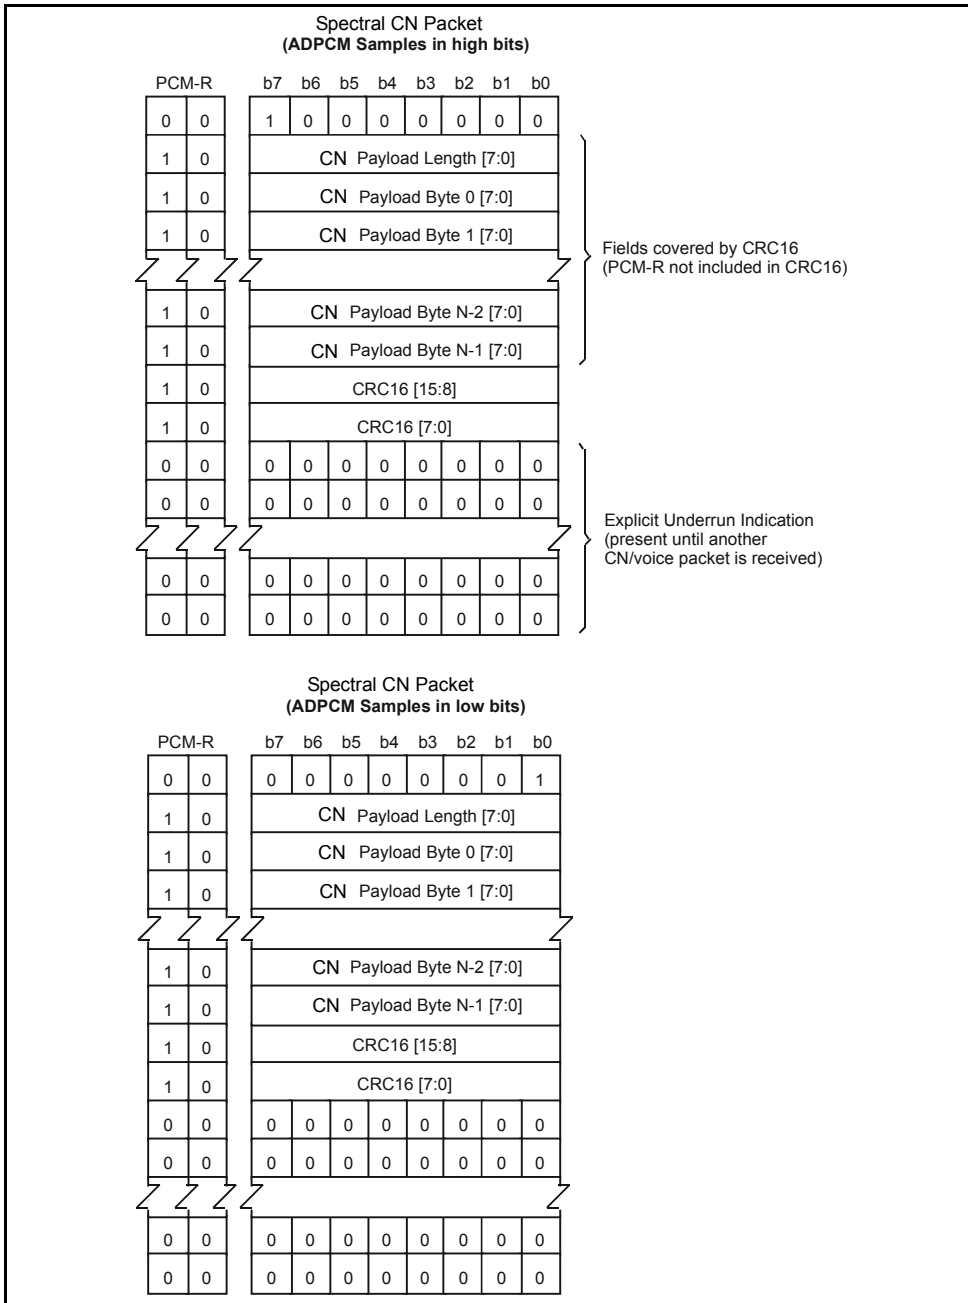 Spectral CN Packet
(ADPCM Samples in high bits)
PCM-R b7 b6 b5 b4 b3 b2 b1 b0
0 0 1 0 0 0 0 0 0 0
1 0 CN Payload Length [7:0]
1 0 CN Payload Byte 0 [7:0]
1 0 CN Payload Byte 1 [7:0]
Fields covered by CRC16
(PCM-R not included in CRC16)
1 0 CN Payload Byte N-2 [7:0]
1 0 CN Payload Byte N-1 [7:0]
1 0 CRC16 [15:8]
1 0 CRC16 [7:0]
0 0 0 0 0 0 0 0 0 0
0 0 0 0 0 0 0 0 0 0
Explicit Underrun Indication
(present until another
CN/voice packet is received)
0 0 0 0 0 0 0 0 0 0
0 0 0 0 0 0 0 0 0 0
Spectral CN Packet
(ADPCM Samples in low bits)
PCM-R b7 b6 b5 b4 b3 b2 b1 b0
0 0 0 0 0 0 0 0 0 1
1 0 CN Payload Length [7:0]
1 0 CN Payload Byte 0 [7:0]
1 0 CN Payload Byte 1 [7:0]
1 0 CN Payload Byte N-2 [7:0]
1 0 CN Payload Byte N-1 [7:0]
1 0 CRC16 [15:8]
1 0 CRC16 [7:0]
0 0 0 0 0 0 0 0 0 0
0 0 0 0 0 0 0 0 0 0
0 0 0 0 0 0 0 0 0 0
0 0 0 0 0 0 0 0 0 0